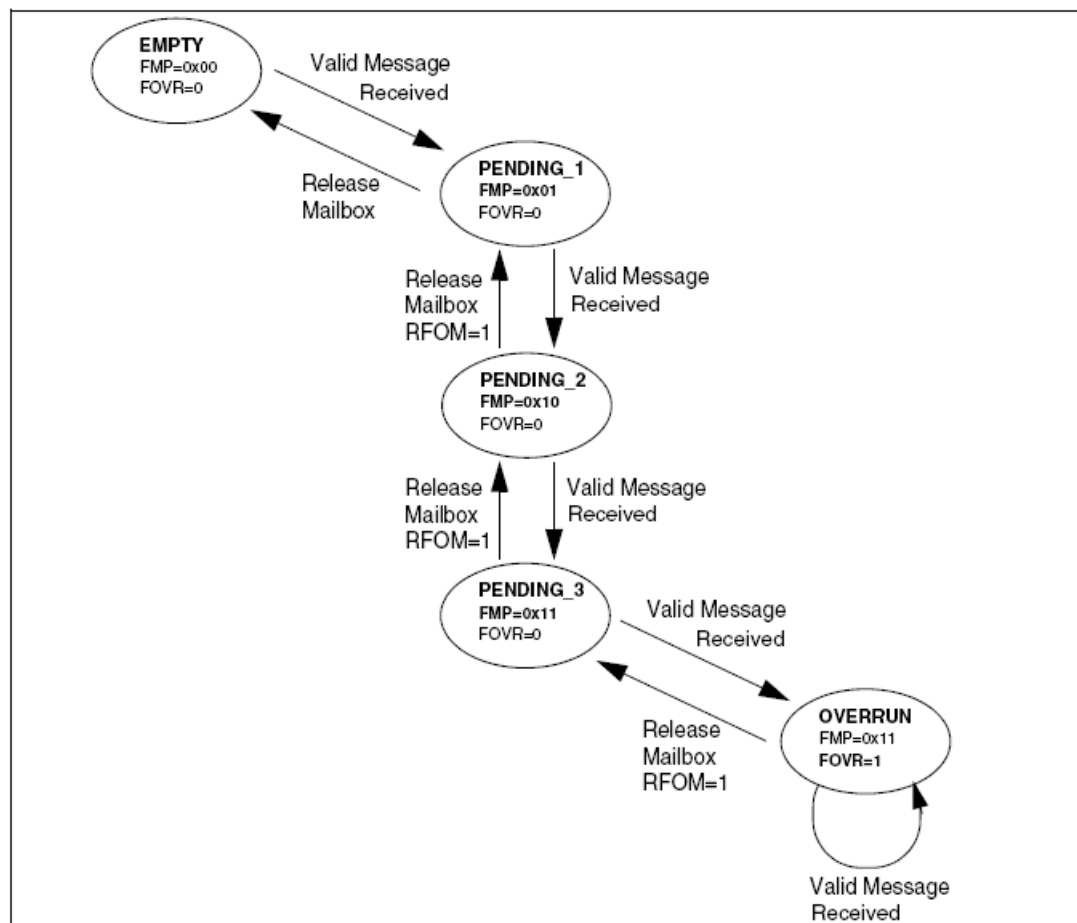 EMPTY
FMP=0x00
FOVR=0
Valid Message
Received
Release
Mailbox
PENDING_1
FMP=0x01
FOVR=0
Release
Mailbox
RFOM=1
Valid Message
Received
PENDING_2
FMP=0x10
FOVR=0
Release
Mailbox
RFOM=1
Valid Message
Received
PENDING_3
FMP=0x11
FOVR=0
Valid Message
Received
Release
Mailbox
RFOM=1
OVERRUN
FMP=0x11
FOVR=1
Valid Message
Received